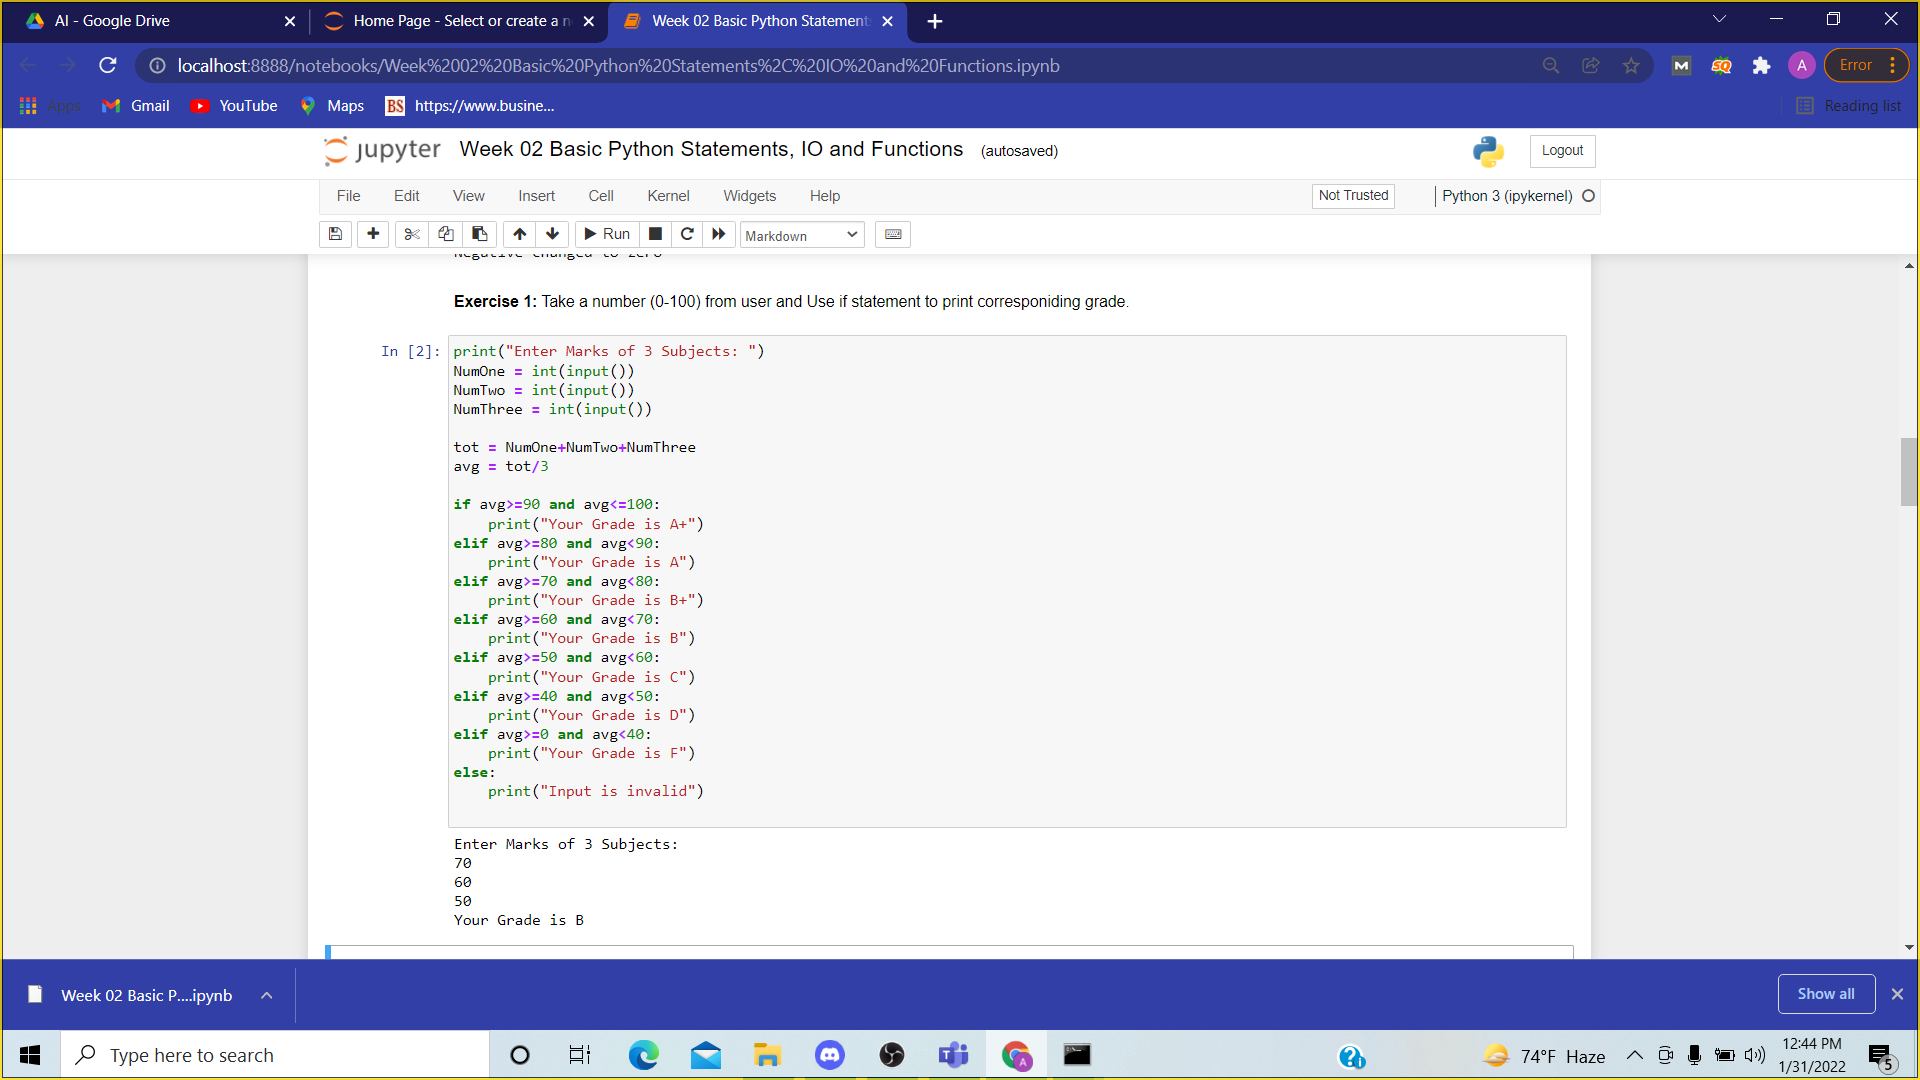 AI - Google Drive
Home Page - Select or create a n
Week 02 Basic Python Statement
localhost:8888/notebooks/Week%2002%20Basic%20Python%20Statements%2C%20IO%20and%20Functions.ipynb
M
SQ
A
Error
Apps
Gmail
YouTube
Maps
BS
https://www.busine...
Reading list
jupyter
Week 02 Basic Python Statements, IO and Functions
(autosaved)
Logout
File
Edit
View
Insert
Cell
Kernel
Widgets
Help
Not Trusted
Python 3 (ipykernel)
Run
Markdown
Negative changed to zero
Exercise 1: Take a number (0-100) from user and Use if statement to print corresponiding grade.
In [2]:
print("Enter Marks of 3 Subjects: ")
NumOne = int(input())
NumTwo = int(input())
NumThree = int(input())
tot = NumOne+NumTwo+NumThree
avg = tot/3
if avg>=90 and avg<=100:
print("Your Grade is A+")
elif avg>=80 and avg<90:
print("Your Grade is A")
elif avg>=70 and avg<80:
print("Your Grade is B+")
elif avg>=60 and avg<70:
print("Your Grade is B")
elif avg>=50 and avg<60:
print("Your Grade is C")
elif avg>=40 and avg<50:
print("Your Grade is D")
elif avg>=0 and avg<40:
print("Your Grade is F")
else:
print("Input is invalid")
Enter Marks of 3 Subjects:
70
60
50
Your Grade is B
Week 02 Basic P....ipynb
Show all
Type here to search
74°F Haze
12:44 PM
1/31/2022
5